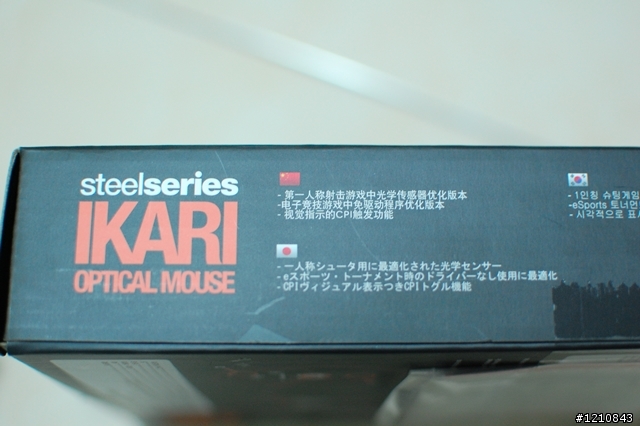 steelseries
IKARI
OPTICAL MOUSE
- 第一人称射击游戏中光学传感器优化版本
-电子竞技游戏中免驱动程序优化版本
- 视觉指示的CPI触发功能
- 一人称シュータ用に最適化された光学センサー
- eスポーツ・トーナメント時のドライバーなし使用に最適化
- CPIヴィジュアル表示つきCPIトグル機能
- 1인칭 슈팅게임
-eSports 토너먼
- 시각적으로 표시
#1210843